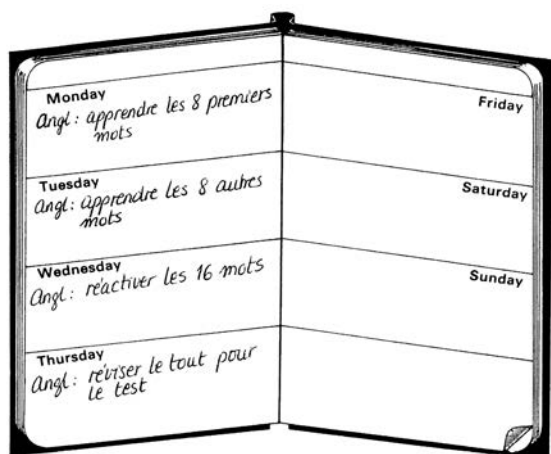 Monday
Angl: apprendre les 8 premiers
mots
Tuesday
Angl: apprendre les 8 autres
mots
Wednesday
Angl: réactiver les 16 mots
Thursday
Angl: réviser le tout pour
le test
Friday
Saturday
Sunday